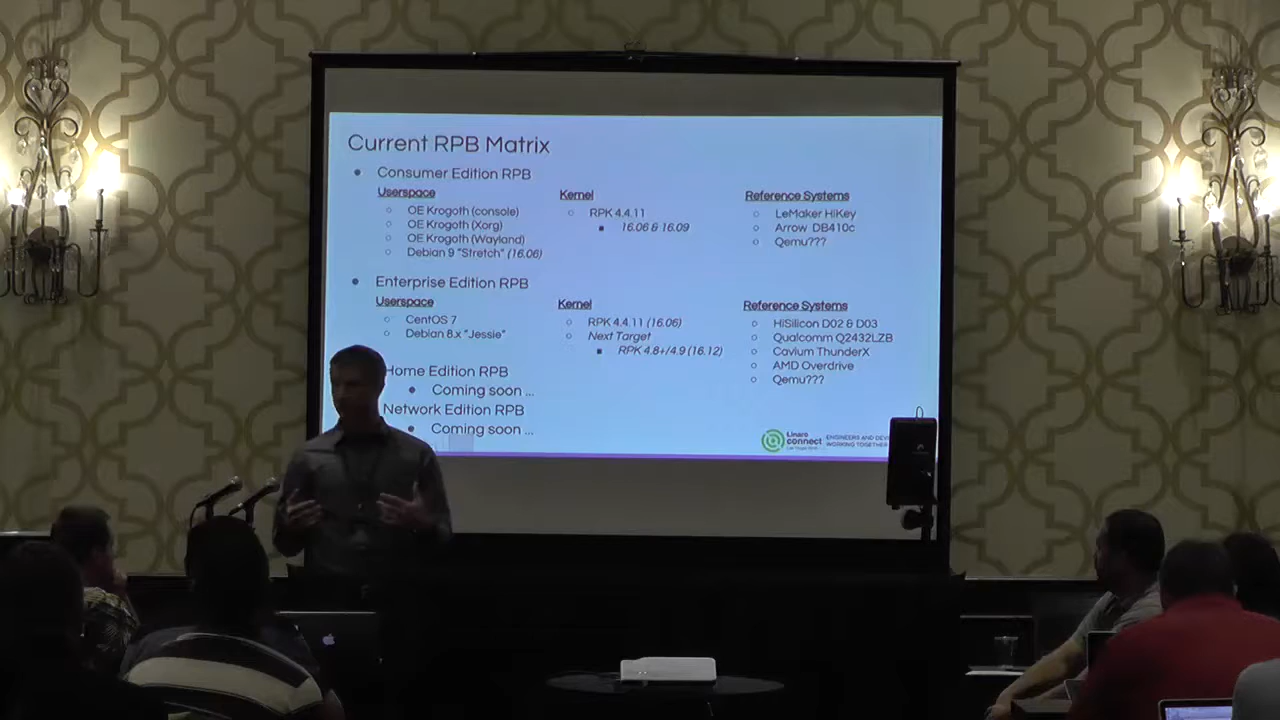 Current RPB Matrix
Consumer Edition RPB
Userspace
OE Krogoth (console)
OE Krogoth (Xorg)
OE Krogoth (Wayland)
Debian 9 "Stretch" (16.06)
Kernel
RPK 4.4.11
16.06 & 16.09
Reference Systems
LeMaker HiKey
Arrow DB410c
Qemu???
Enterprise Edition RPB
Userspace
CentOS 7
Debian 8.x "Jessie"
Kernel
RPK 4.4.11 (16.06)
Next Target
RPK 4.8+/4.9 (16.12)
Reference Systems
HiSilicon D02 & D03
Qualcomm Q2432LZB
Cavium ThunderX
AMD Overdrive
Qemu???
Home Edition RPB
Coming soon ...
Network Edition RPB
Coming soon ...
Linaro
connect
ENGINEERS AND
WORKING TOGETHER